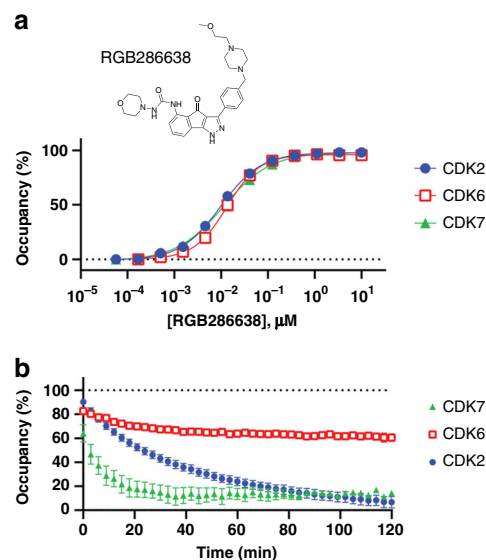 a
RGB286638
O
N
N
H
O
H
N
O
N
N
O
N
N
H
Occupancy (%)
100
50
0
10−5 10−4 10−3 10−2 10−1 100 101
[RGB286638], μM
CDK2
CDK6
CDK7
b
Occupancy (%)
100
80
60
40
20
0
0 20 40 60 80 100 120
Time (min)
CDK7
CDK6
CDK2